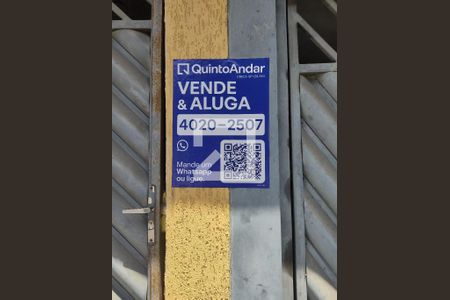 QuintoAndar
VENDE
& ALUGA
4020-2507
Mande um
Whatsapp
ou ligue.